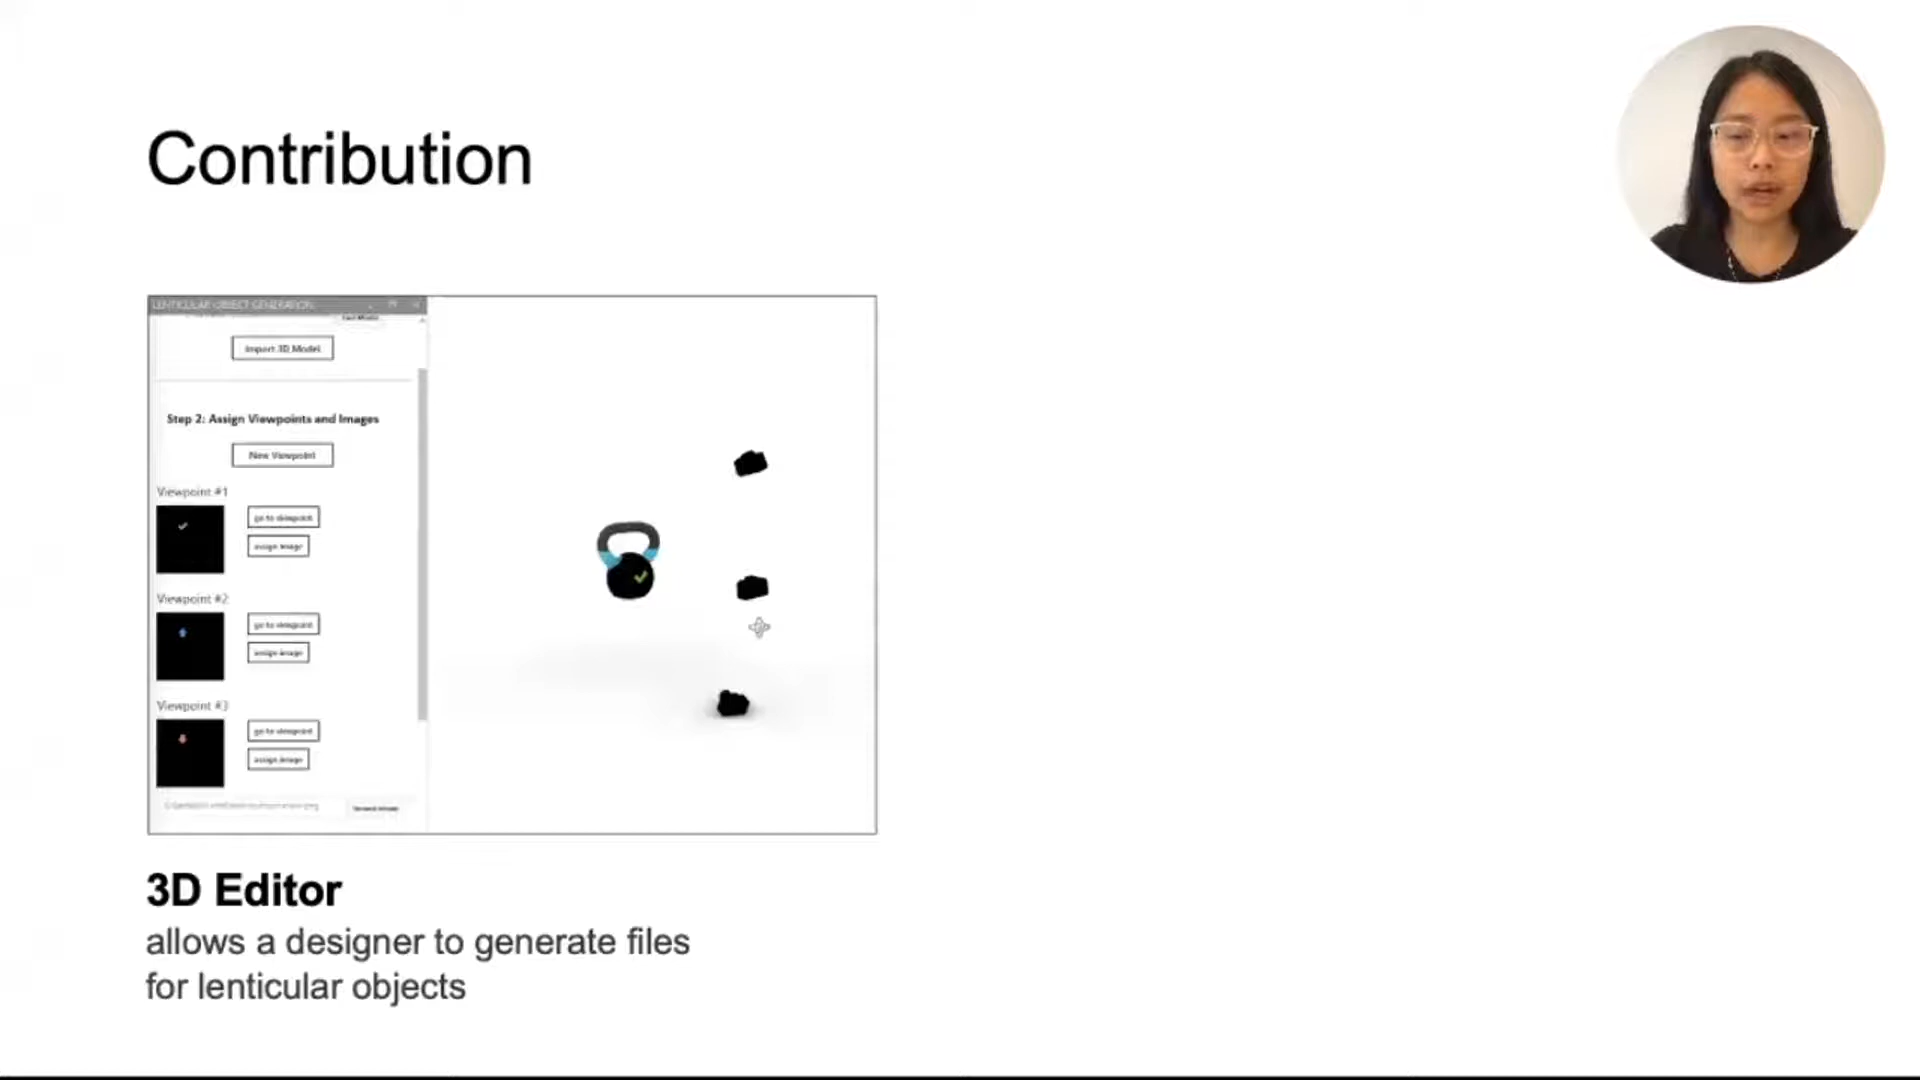 Contribution
LENTICULAR OBJECT GENERATION
Import 3D Model
Step 2: Assign Viewpoints and Images
New Viewpoint
Viewpoint #1
go to viewpoint
assign image
Viewpoint #2
go to viewpoint
assign image
Viewpoint #3
go to viewpoint
assign image
3D Editor
allows a designer to generate files
for lenticular objects